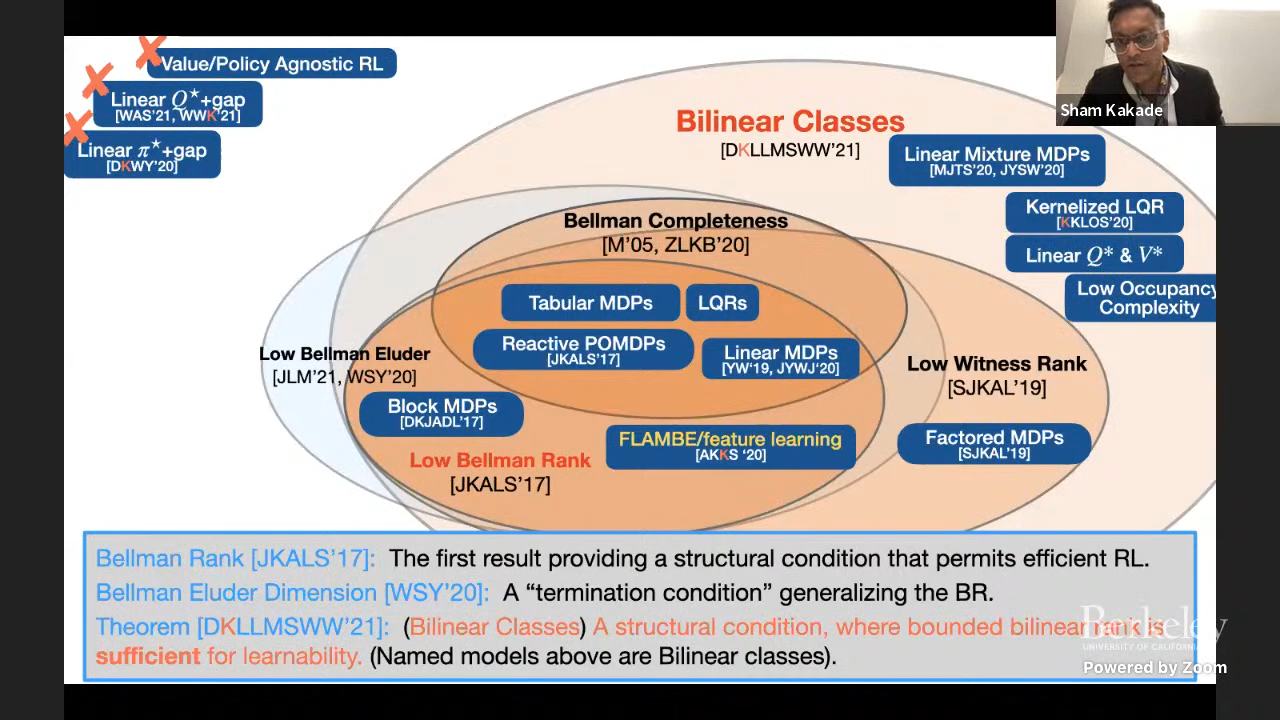 Value/Policy Agnostic RL
Linear Q*+gap
[WAS'21, WWK'21]
Linear π*+gap
[DKWY'20]
Sham Kakade
Bilinear Classes
[DKLLMSWW'21]
Linear Mixture MDPs
[MJTS'20, JYSW'20]
Kernelized LQR
[KKLOS'20]
Linear Q* & V*
Low Occupancy
Complexity
Bellman Completeness
[M'05, ZLKB'20]
Tabular MDPs
LQRs
Reactive POMDPs
[JKALS'17]
Linear MDPs
[YW'19, JYWJ'20]
Low Bellman Eluder
[JLM'21, WSY'20]
Low Witness Rank
[SJKAL'19]
Block MDPs
[DKJADL'17]
FLAMBE/feature learning
[AKKS '20]
Factored MDPs
[SJKAL'19]
Low Bellman Rank
[JKALS'17]
Bellman Rank [JKALS'17]: The first result providing a structural condition that permits efficient RL.
Bellman Eluder Dimension [WSY'20]: A “termination condition” generalizing the BR.
Theorem [DKLLMSWW'21]: (Bilinear Classes) A structural condition, where bounded bilinear rank is
sufficient for learnability. (Named models above are Bilinear classes).
Berkeley
UNIVERSITY OF CALIFORNIA
Powered by Zoom